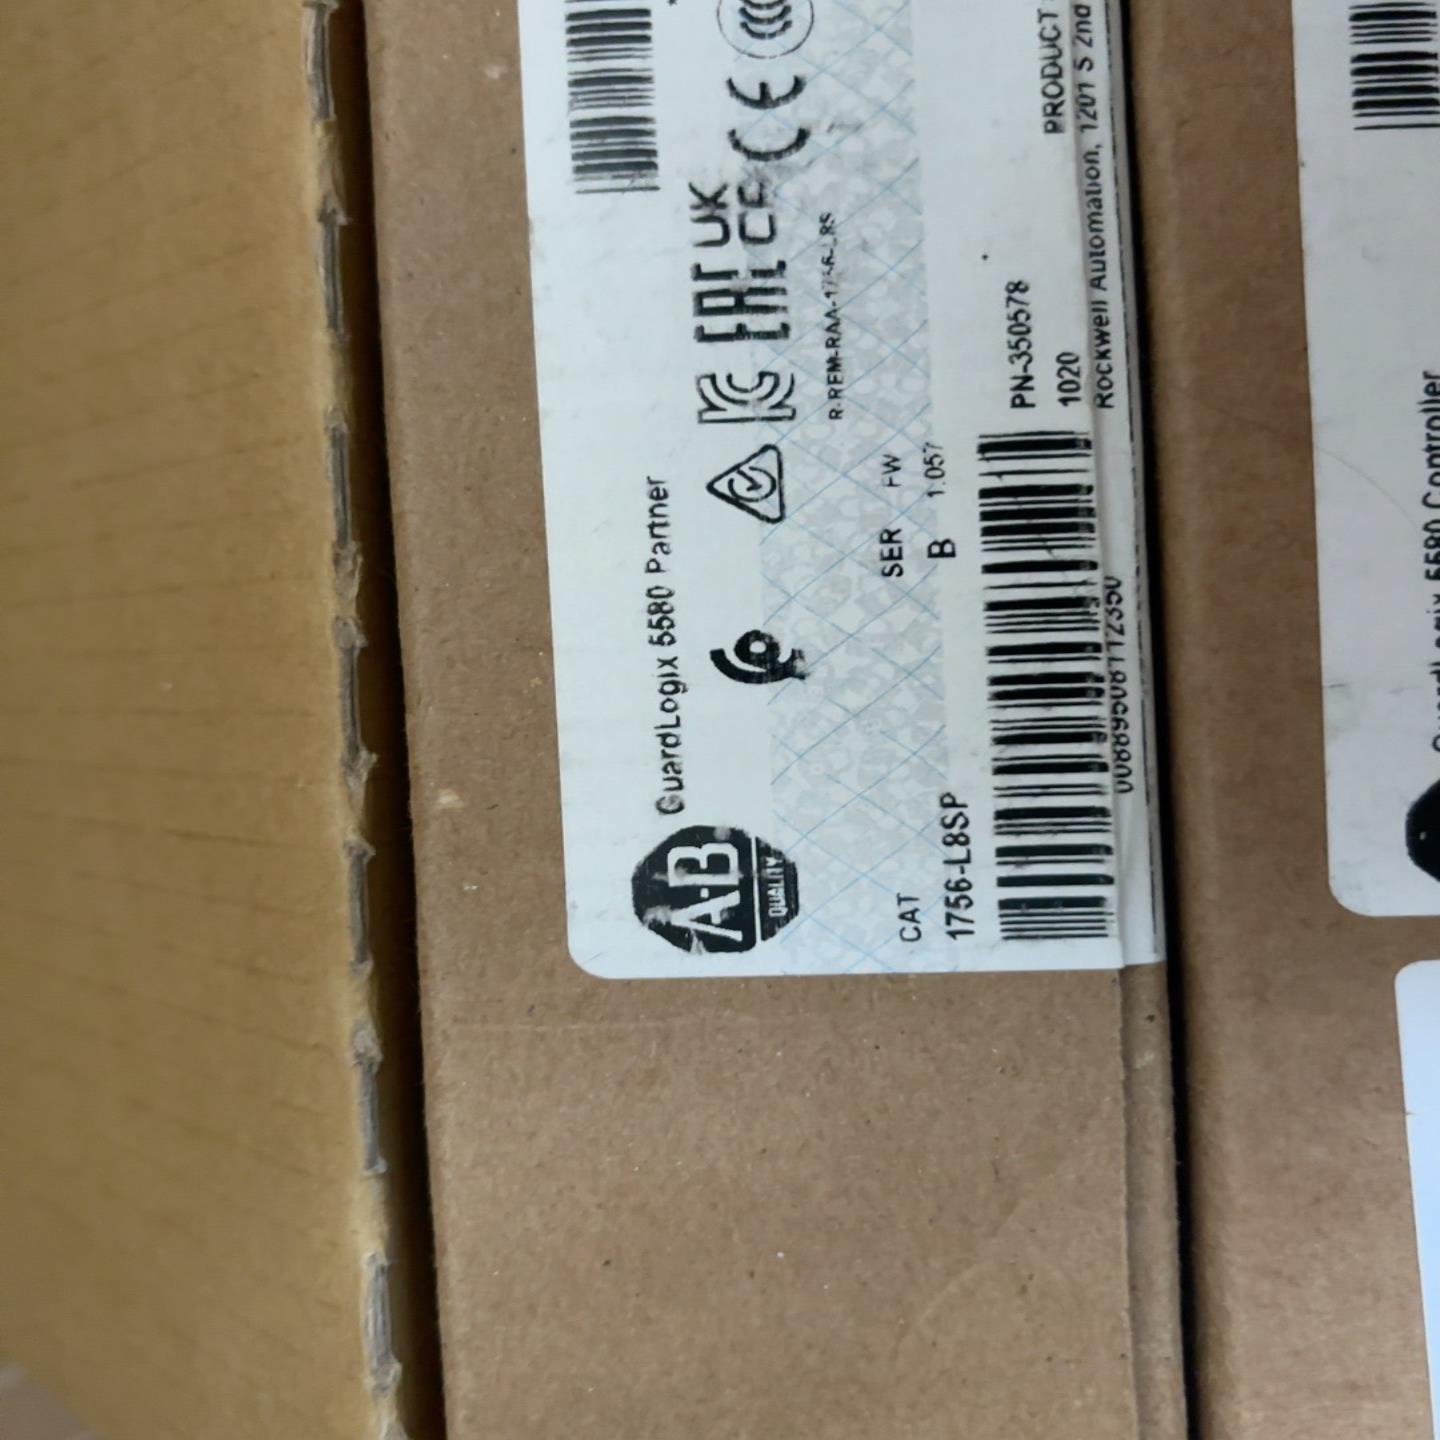 GuardLogix 5580 Partner
A-B
QUALITY
UK
CA
EAC
CE
R-REM-RAA-1756-L8S
CAT
SER
FW
1756-L8SP
B
1.057
PN-350578
1020
PRODUCT
Rockwell Automation, 1201 S 2nd
GuardLogix 5580 Controller